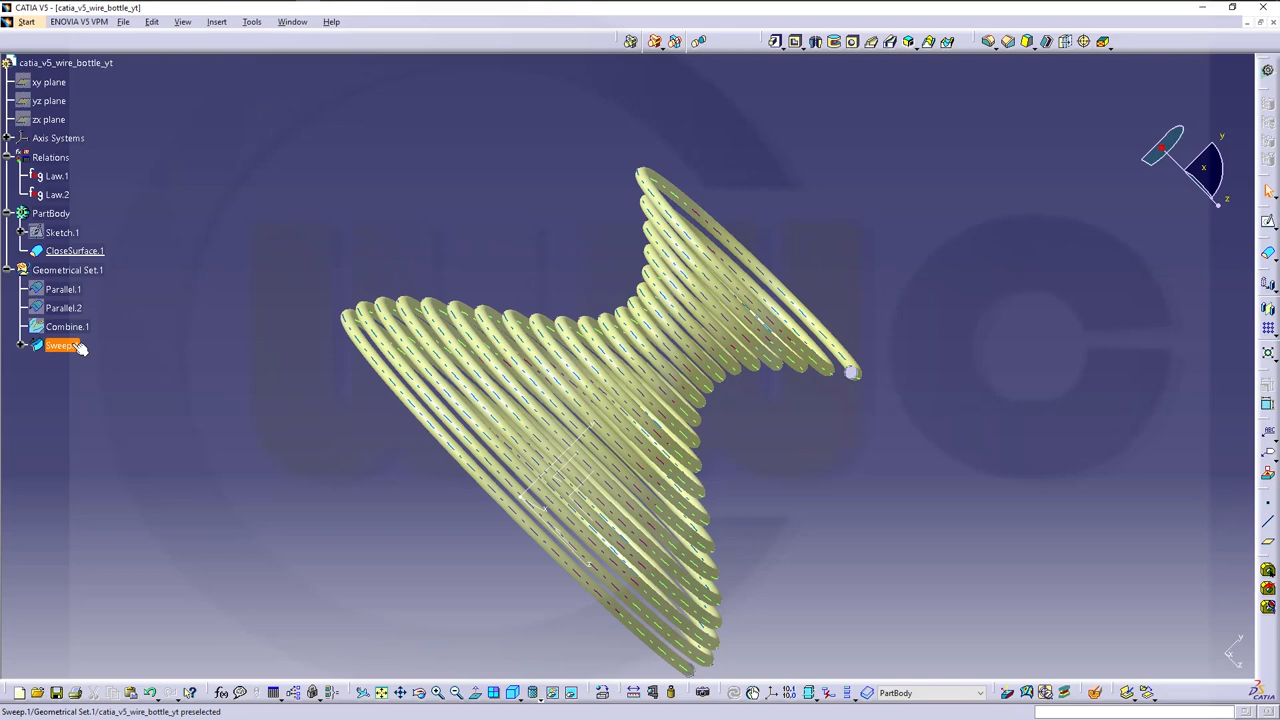 CATIA V5 - [catia_v5_wire_bottle_yt]
Start ENOVIA V5 VPM File Edit View Insert Tools Window Help
catia_v5_wire_bottle_yt
xy plane
yz plane
zx plane
Axis Systems
Relations
Law.1
Law.2
PartBody
Sketch.1
CloseSurface.1
Geometrical Set.1
Parallel.1
Parallel.2
Combine.1
Sweep
y
x
z
y
x
z
PartBody
Sweep.1/Geometrical Set.1/catia_v5_wire_bottle_yt preselected